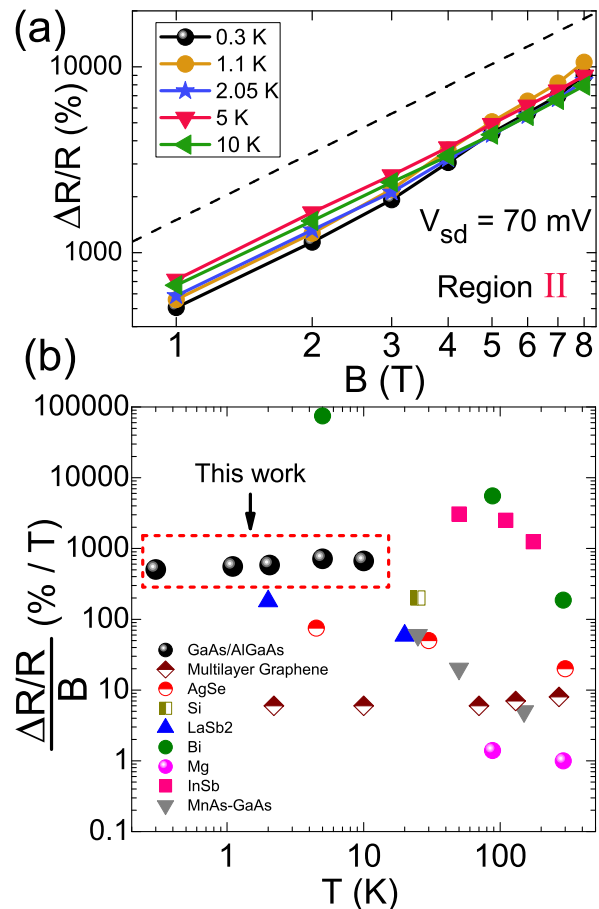 (a)
ΔR/R (%)
10000
1000
0.3 K
1.1 K
2.05 K
5 K
10 K
Vsd = 70 mV
Region II
1 2 3 4 5 6 7 8
B (T)
(b)
ΔR/R
B
(% / T)
100000
10000
1000
100
10
1
0.1
This work
GaAs/AlGaAs
Multilayer Graphene
AgSe
Si
LaSb2
Bi
Mg
InSb
MnAs-GaAs
1 10 100
T (K)